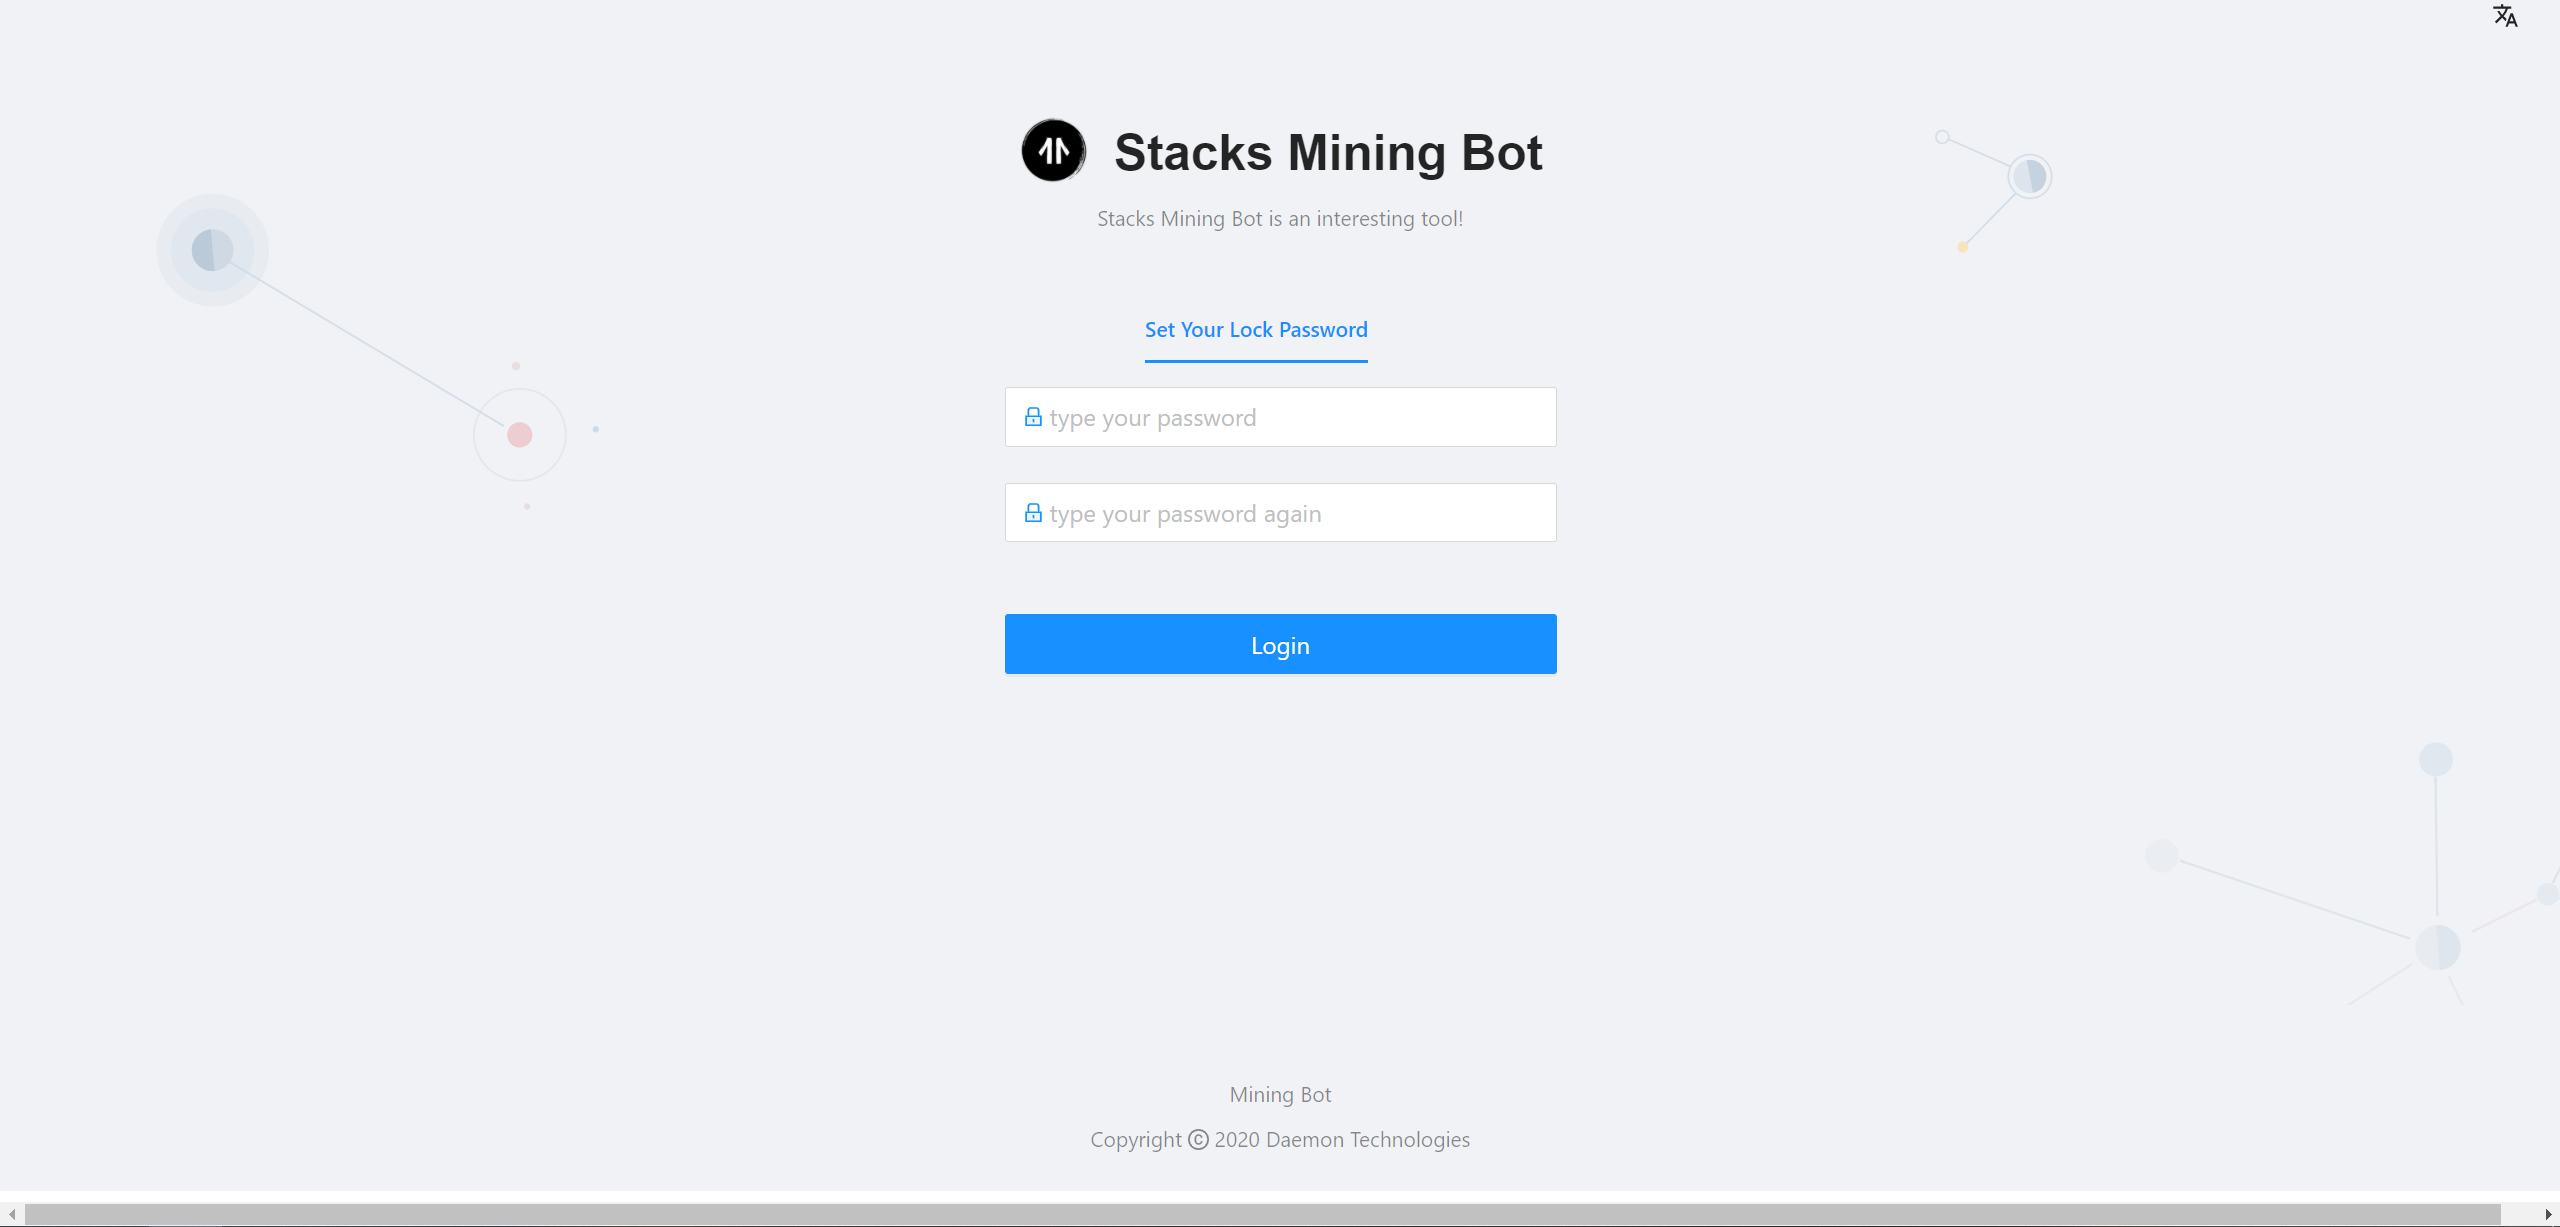 Stacks Mining Bot
Stacks Mining Bot is an interesting tool!
Set Your Lock Password
type your password
type your password again
Login
Mining Bot
Copyright © 2020 Daemon Technologies